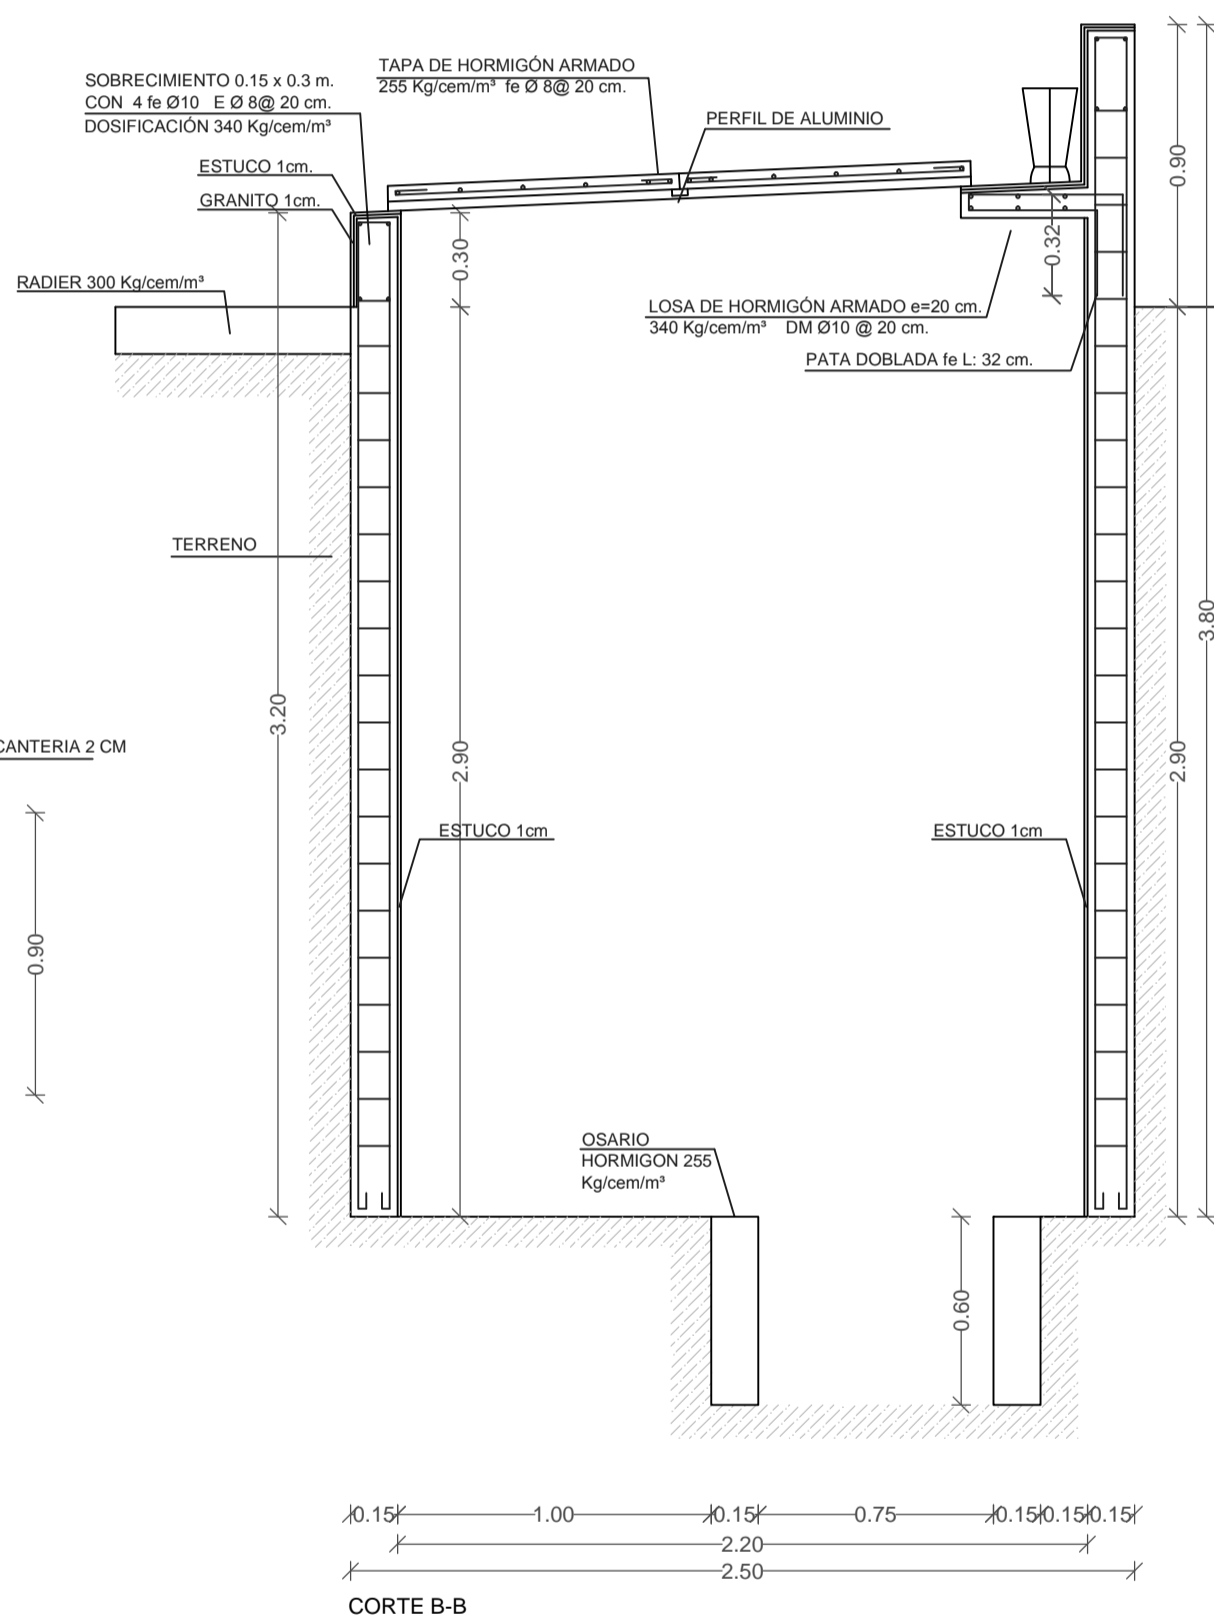 SOBRECIMIENTO 0.15 x 0.3 m.
CON 4 fe Ø10 E Ø 8@ 20 cm.
DOSIFICACIÓN 340 Kg/cem/m³
TAPA DE HORMIGÓN ARMADO
255 Kg/cem/m³ fe Ø 8@ 20 cm.
PERFIL DE ALUMINIO
ESTUCO 1cm.
GRANITO 1cm.
RADIER 300 Kg/cem/m³
0.30
0.32
0.90
LOSA DE HORMIGÓN ARMADO e=20 cm.
340 Kg/cem/m³ DM Ø10 @ 20 cm.
PATA DOBLADA fe L: 32 cm.
TERRENO
3.80
3.20
CANTERIA 2 CM
2.90
2.90
ESTUCO 1cm
ESTUCO 1cm
0.90
OSARIO
HORMIGON 255
Kg/cem/m³
0.60
0.15 1.00 0.15 0.75 0.15 0.15 0.15
2.20
2.50
CORTE B-B